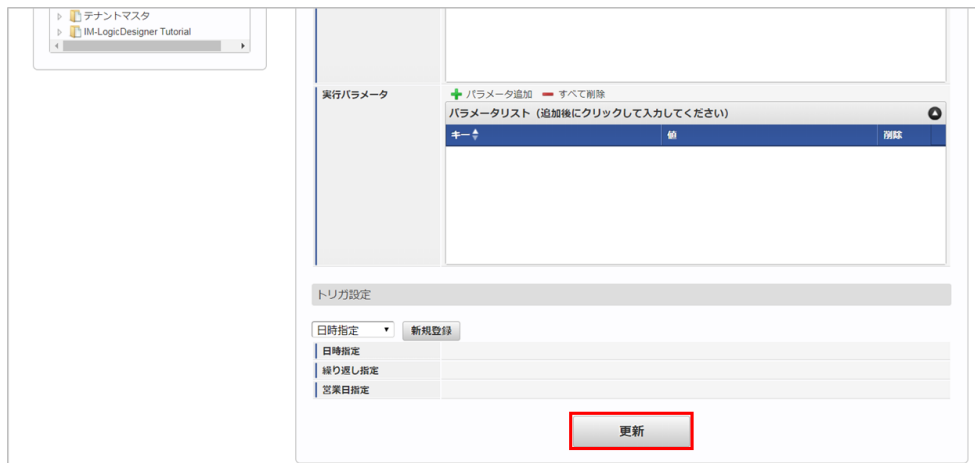 テナントマスタ
IM-LogicDesigner Tutorial
実行パラメータ
パラメータ追加 すべて削除
パラメータリスト（追加後にクリックして入力してください）
キー 値 削除
トリガ設定
日時指定 新規登録
日時指定
繰り返し指定
営業日指定
更新